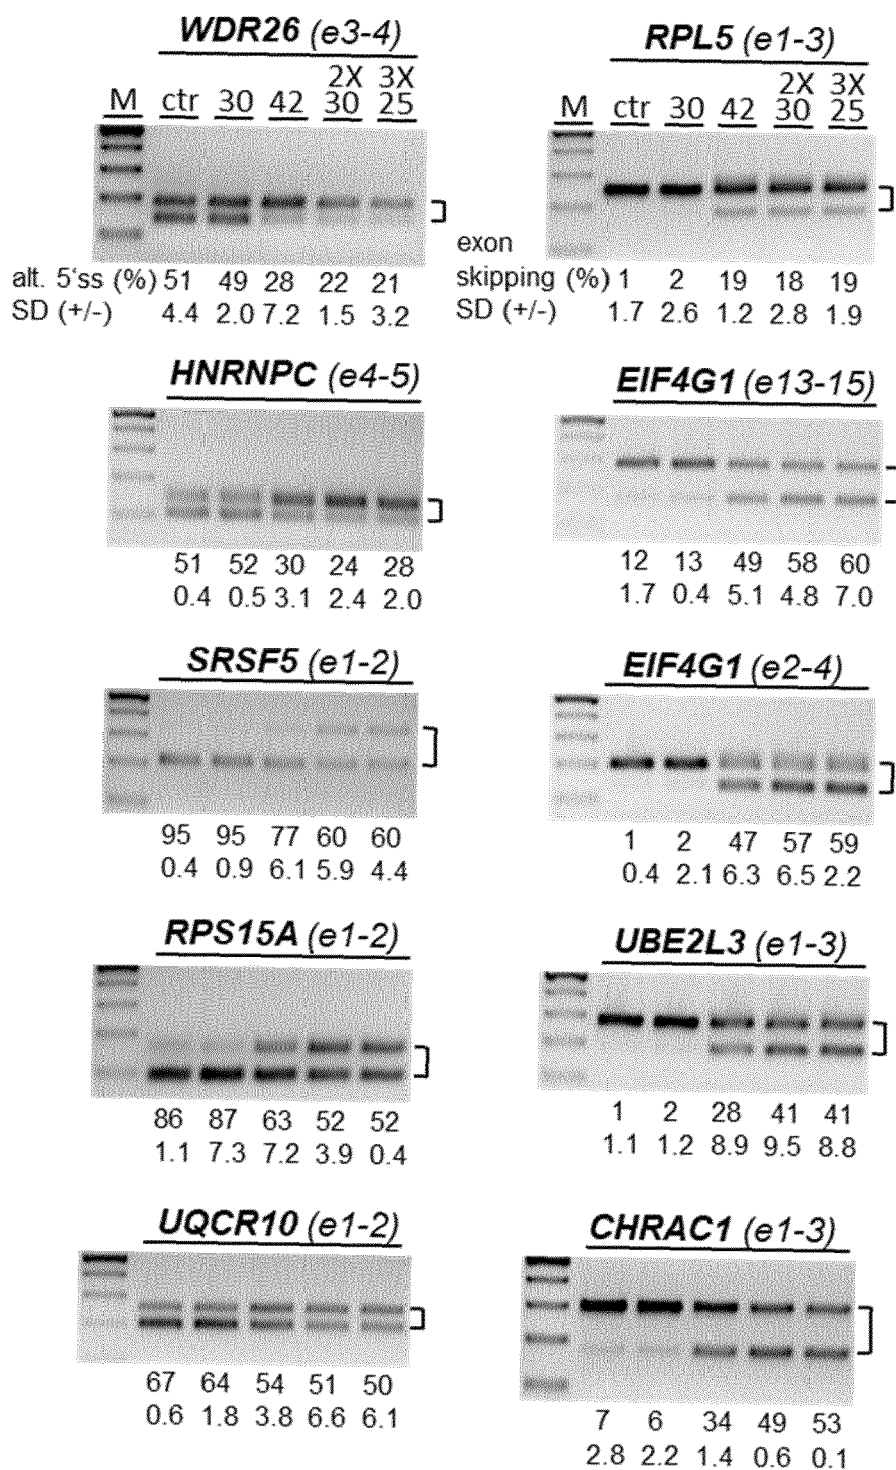 WDR26 (e3-4)
M ctr 30 42 2X 30 3X 25
alt. 5'ss (%) 51 49 28 22 21
SD (+/-) 4.4 2.0 7.2 1.5 3.2
RPL5 (e1-3)
M ctr 30 42 2X 30 3X 25
exon
skipping (%) 1 2 19 18 19
SD (+/-) 1.7 2.6 1.2 2.8 1.9
HNRNPC (e4-5)
51 52 30 24 28
0.4 0.5 3.1 2.4 2.0
EIF4G1 (e13-15)
12 13 49 58 60
1.7 0.4 5.1 4.8 7.0
SRSF5 (e1-2)
95 95 77 60 60
0.4 0.9 6.1 5.9 4.4
EIF4G1 (e2-4)
1 2 47 57 59
0.4 2.1 6.3 6.5 2.2
RPS15A (e1-2)
86 87 63 52 52
1.1 7.3 7.2 3.9 0.4
UBE2L3 (e1-3)
1 2 28 41 41
1.1 1.2 8.9 9.5 8.8
UQCR10 (e1-2)
67 64 54 51 50
0.6 1.8 3.8 6.6 6.1
CHRAC1 (e1-3)
7 6 34 49 53
2.8 2.2 1.4 0.6 0.1